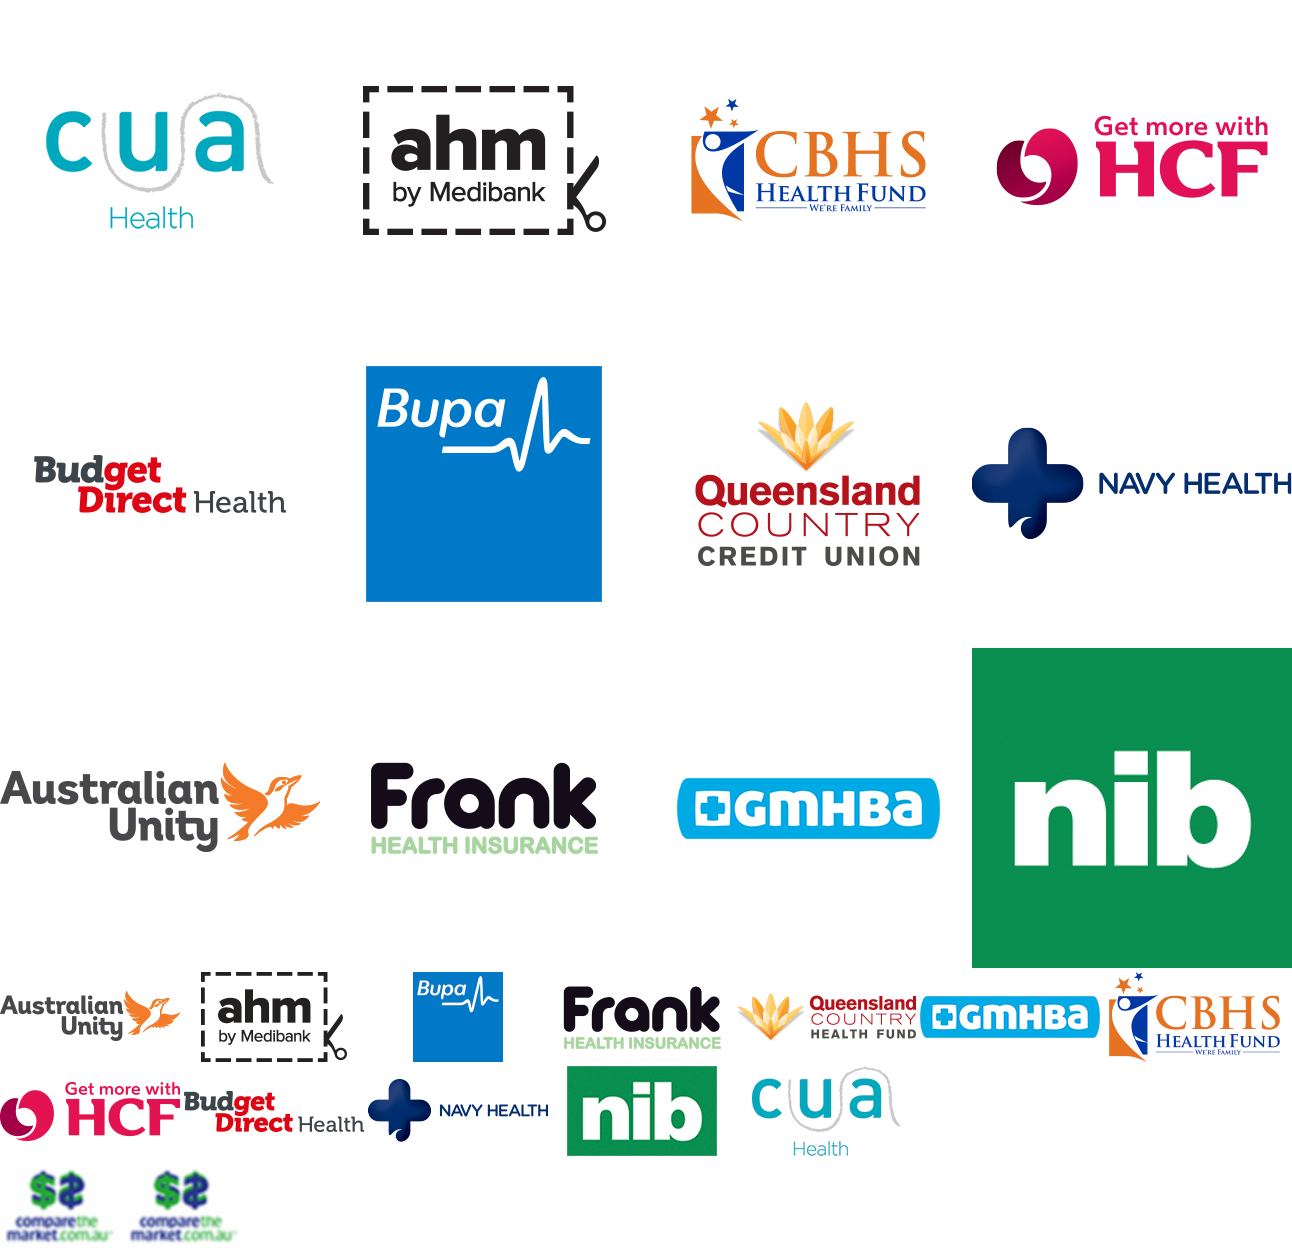 cua
Health
ahm
by Medibank
CBHS
HEALTH FUND
WE'RE FAMILY
Get more with
HCF
Budget
Direct Health
Bupa
Queensland
COUNTRY
CREDIT UNION
NAVY HEALTH
Australian
Unity
Frank
HEALTH INSURANCE
GMHBa
nib
Australian
Unity
ahm
by Medibank
Bupa
Frank
HEALTH INSURANCE
Queensland
COUNTRY
HEALTH FUND
GMHBa
CBHS
HEALTH FUND
WE'RE FAMILY
Get more with
HCF
Budget
Direct Health
NAVY HEALTH
nib
cua
Health
comparethe
market.com.au
comparethe
market.com.au